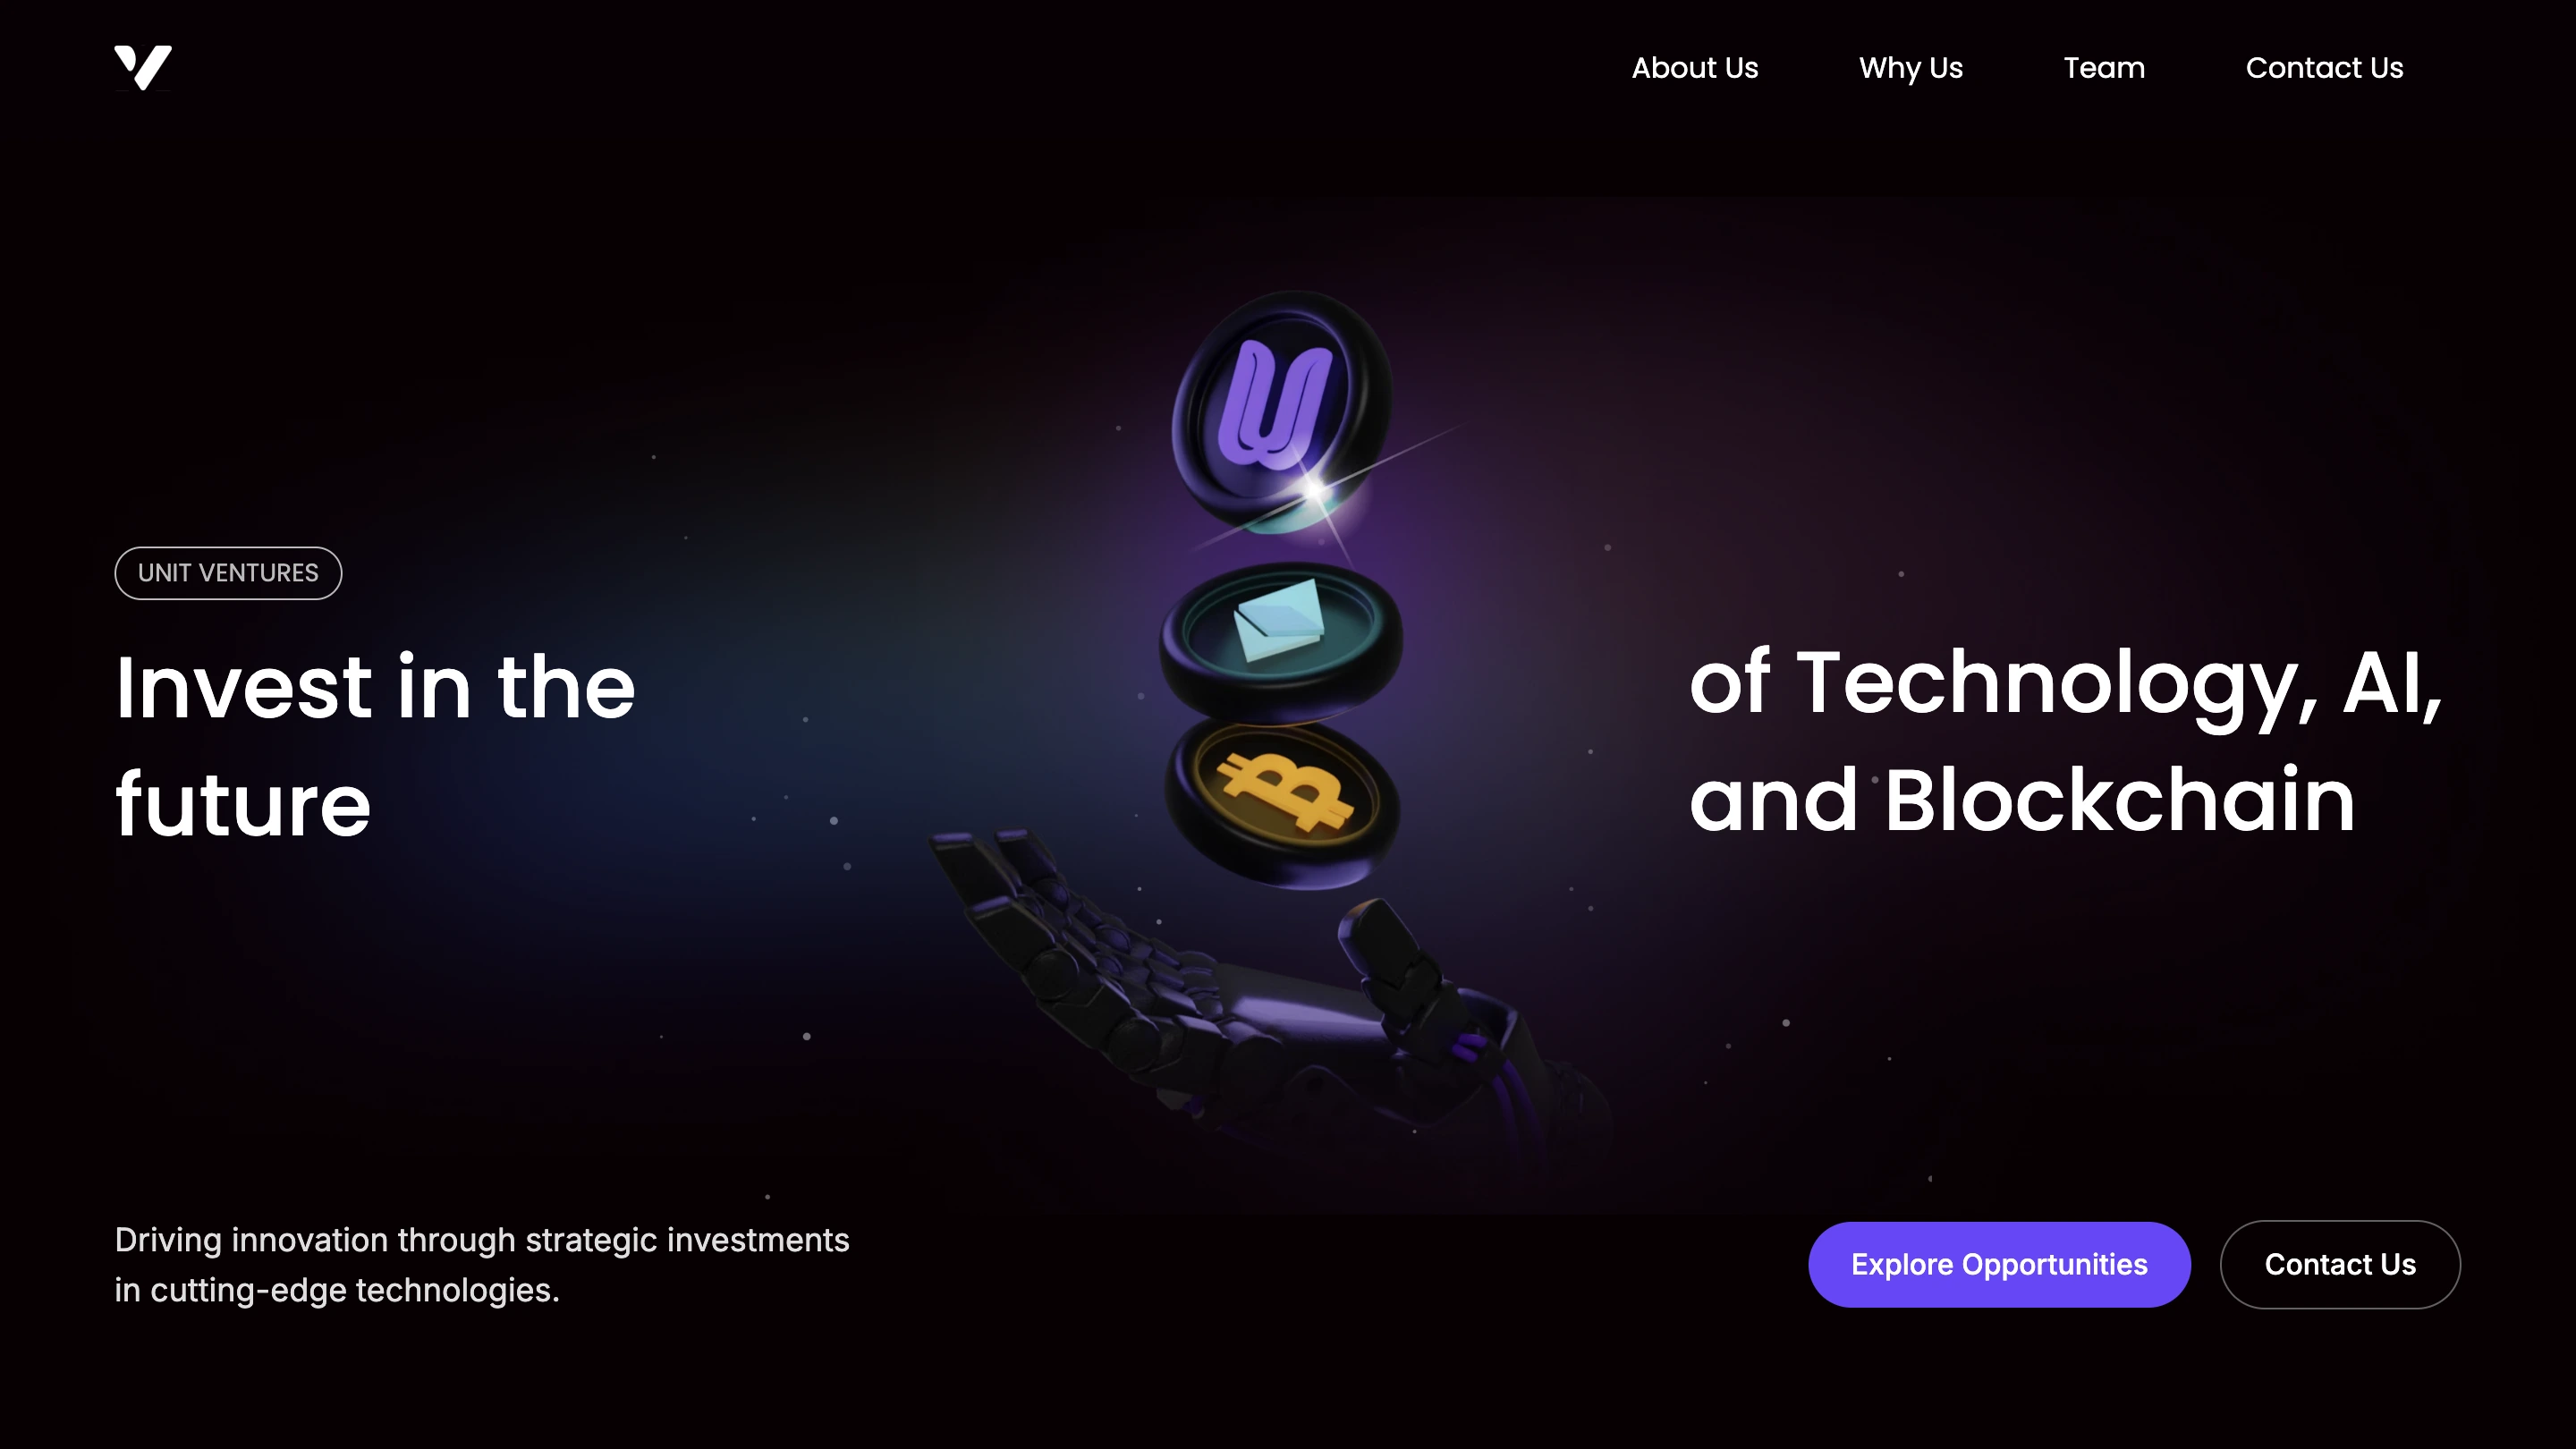 About Us
Why Us
Team
Contact Us
UNIT VENTURES
Invest in the
future
of Technology, AI,
and Blockchain
Driving innovation through strategic investments
in cutting-edge technologies.
Explore Opportunities
Contact Us